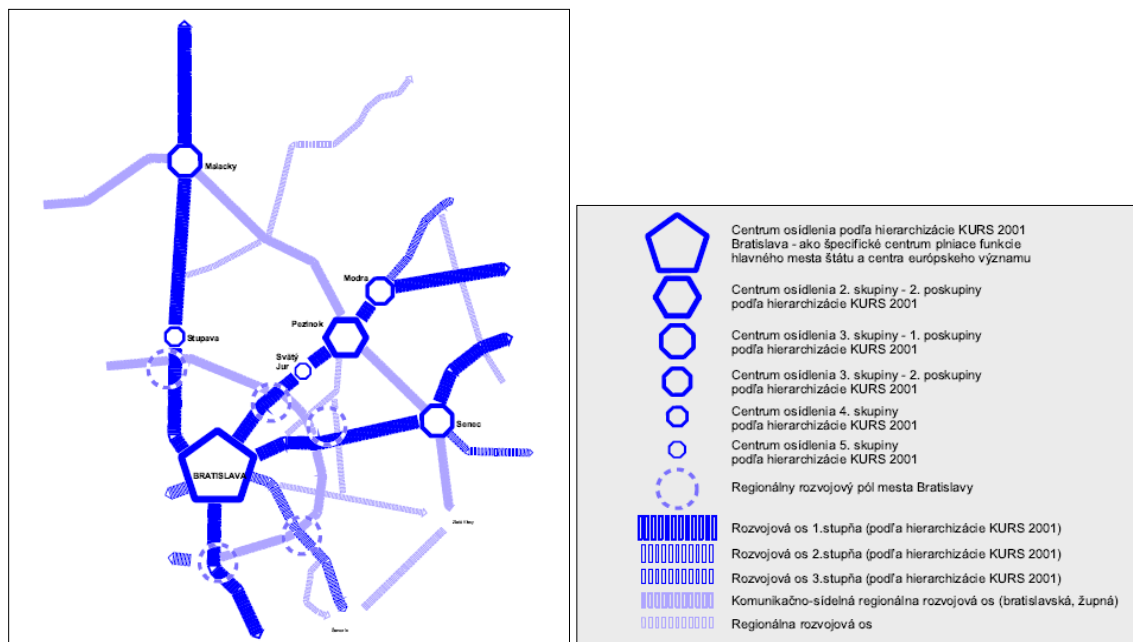 Malacky
Modra
Pezinok
Stupava
Svätý
Jur
Senec
BRATISLAVA
Centrum osídlenia podľa hierarchizácie KURS 2001
Bratislava - ako špecifické centrum plniace funkcie
hlavného mesta štátu a centra európskeho významu
Centrum osídlenia 2. skupiny - 2. poskupiny
podľa hierarchizácie KURS 2001
Centrum osídlenia 3. skupiny - 1. poskupiny
podľa hierarchizácie KURS 2001
Centrum osídlenia 3. skupiny - 2. poskupiny
podľa hierarchizácie KURS 2001
Centrum osídlenia 4. skupiny
podľa hierarchizácie KURS 2001
Centrum osídlenia 5. skupiny
podľa hierarchizácie KURS 2001
Regionálny rozvojový pól mesta Bratislavy
Rozvojová os 1.stupňa (podľa hierarchizácie KURS 2001)
Rozvojová os 2.stupňa (podľa hierarchizácie KURS 2001)
Rozvojová os 3.stupňa (podľa hierarchizácie KURS 2001)
Komunikačno-sídelná regionálna rozvojová os (bratislavská, župná)
Regionálna rozvojová os